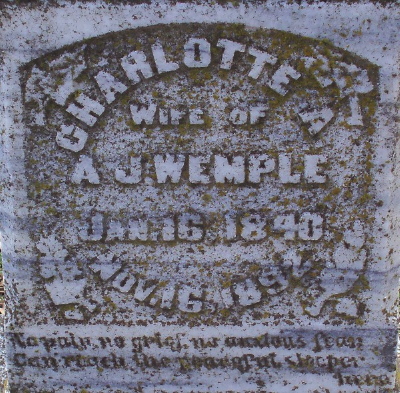 CHARLOTTE A
WIFE OF
A. J. WEMPLE
JAN. 16, 1840
NOV. 16, 189
No pain, no grief, no anxious fear
Can reach the peaceful sleeper
here